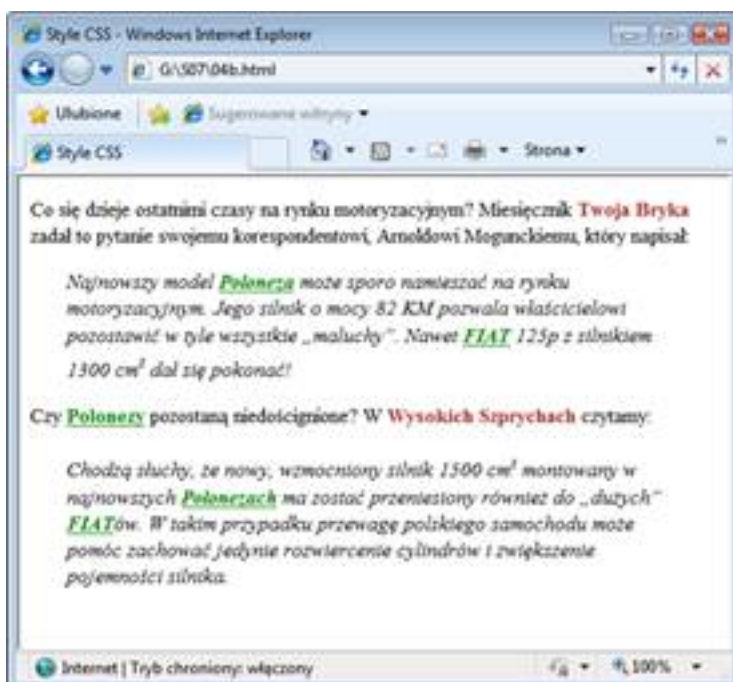 Style CSS - Windows Internet Explorer
G:\S07\04b.html
Ulubione Sugerowane witryny
Style CSS Strona
Co się dzieje ostatnimi czasy na rynku motoryzacyjnym? Miesięcznik Twoja Bryka
zadał to pytanie swojemu korespondentowi, Arnoldowi Mogunckiemu, który napisał:
Najnowszy model Poloneza może sporo namieszać na rynku
motoryzacyjnym. Jego silnik o mocy 82 KM pozwala właścicielowi
pozostawić w tyle wszystkie „maluchy”. Nawet FIAT 125p z silnikiem
1300 cm³ dał się pokonać!
Czy Polonezy pozostaną niedoścignione? W Wysokich Szprychach czytamy:
Chodzą słuchy, że nowy, wzmocniony silnik 1500 cm³ montowany w
najnowszych Polonezach ma zostać przeniesiony również do „dużych”
FIATów. W takim przypadku przewagę polskiego samochodu może
pomóc zachować jedynie rozwiercenie cylindrów i zwiększenie
pojemności silnika.
Internet | Tryb chroniony: włączony 100%